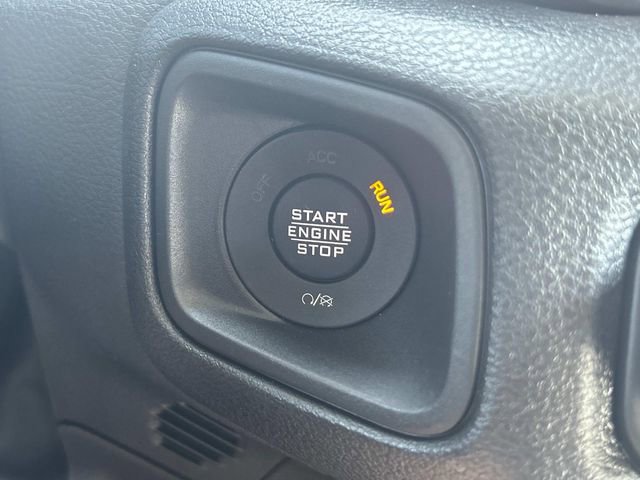 ACC
OFF
RUN
START
ENGINE
STOP